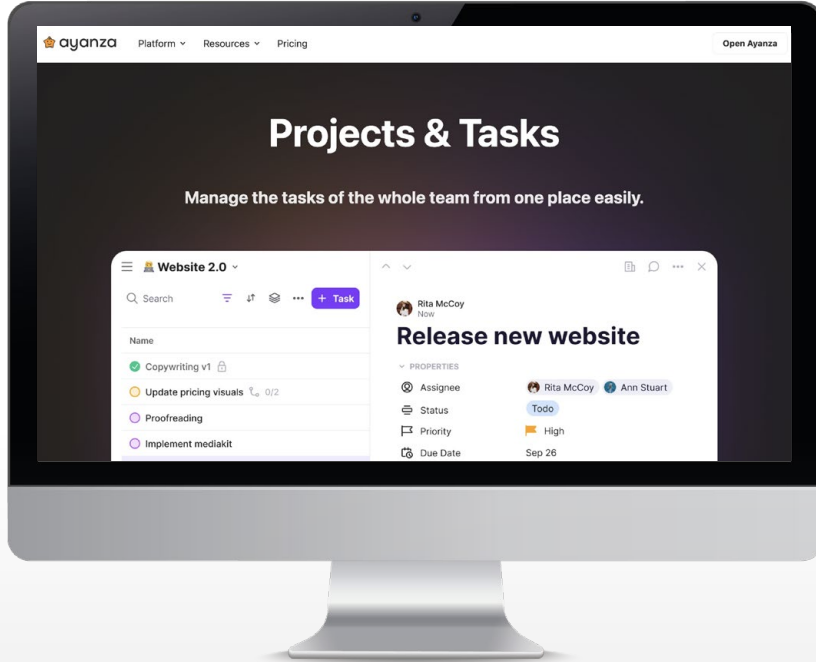 ayanza Platform Resources Pricing Open Ayanza
Projects & Tasks
Manage the tasks of the whole team from one place easily.
Website 2.0
Search + Task
Name
Copywriting v1
Update pricing visuals 0/2
Proofreading
Implement mediakit
Rita McCoy
Now
Release new website
PROPERTIES
Assignee Rita McCoy Ann Stuart
Status Todo
Priority High
Due Date Sep 26